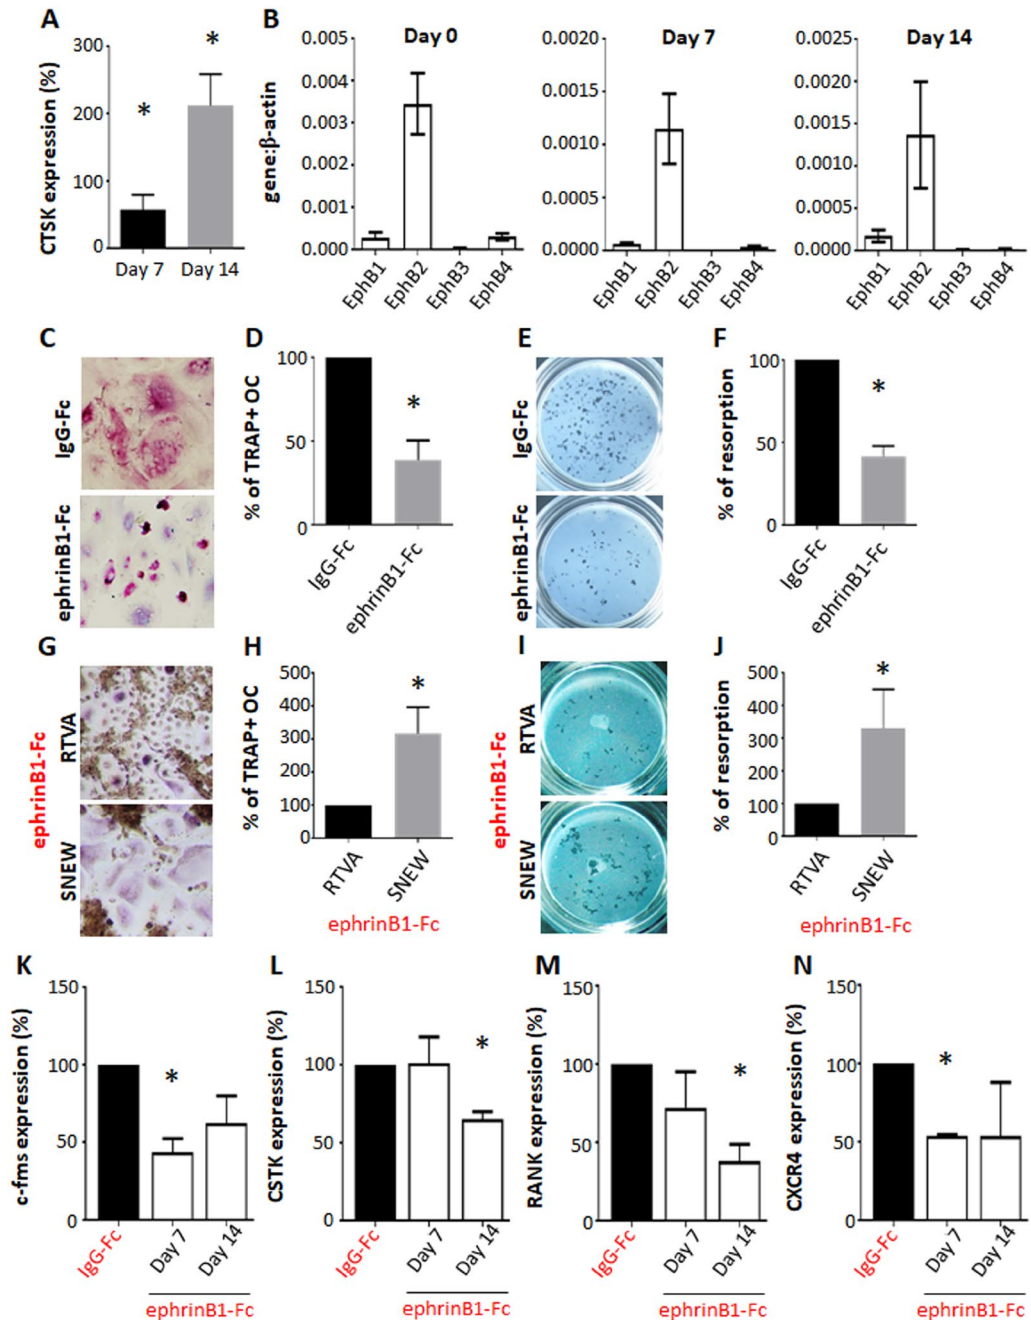 A
CTSK expression (%)
300
200
100
0
*
*
Day 7
Day 14
B
gene:β-actin
Day 0
0.005
0.004
0.003
0.002
0.001
0.000
EphB1
EphB2
EphB3
EphB4
Day 7
0.0020
0.0015
0.0010
0.0005
0.0000
EphB1
EphB2
EphB3
EphB4
Day 14
0.0025
0.0020
0.0015
0.0010
0.0005
0.0000
EphB1
EphB2
EphB3
EphB4
C
IgG-Fc
ephrinB1-Fc
D
% of TRAP+ OC
100
50
0
*
IgG-Fc
ephrinB1-Fc
E
IgG-Fc
ephrinB1-Fc
F
% of resorption
100
50
0
*
IgG-Fc
ephrinB1-Fc
G
ephrinB1-Fc
RTVA
SNEW
H
% of TRAP+ OC
500
400
300
200
100
0
*
RTVA
SNEW
ephrinB1-Fc
I
ephrinB1-Fc
RTVA
SNEW
J
% of resorption
500
400
300
200
100
0
*
RTVA
SNEW
ephrinB1-Fc
K
c-fms expression (%)
150
100
50
0
*
IgG-Fc
Day 7
Day 14
ephrinB1-Fc
L
CSTK expression (%)
150
100
50
0
*
IgG-Fc
Day 7
Day 14
ephrinB1-Fc
M
RANK expression (%)
150
100
50
0
*
IgG-Fc
Day 7
Day 14
ephrinB1-Fc
N
CXCR4 expression (%)
150
100
50
0
*
IgG-Fc
Day 7
Day 14
ephrinB1-Fc